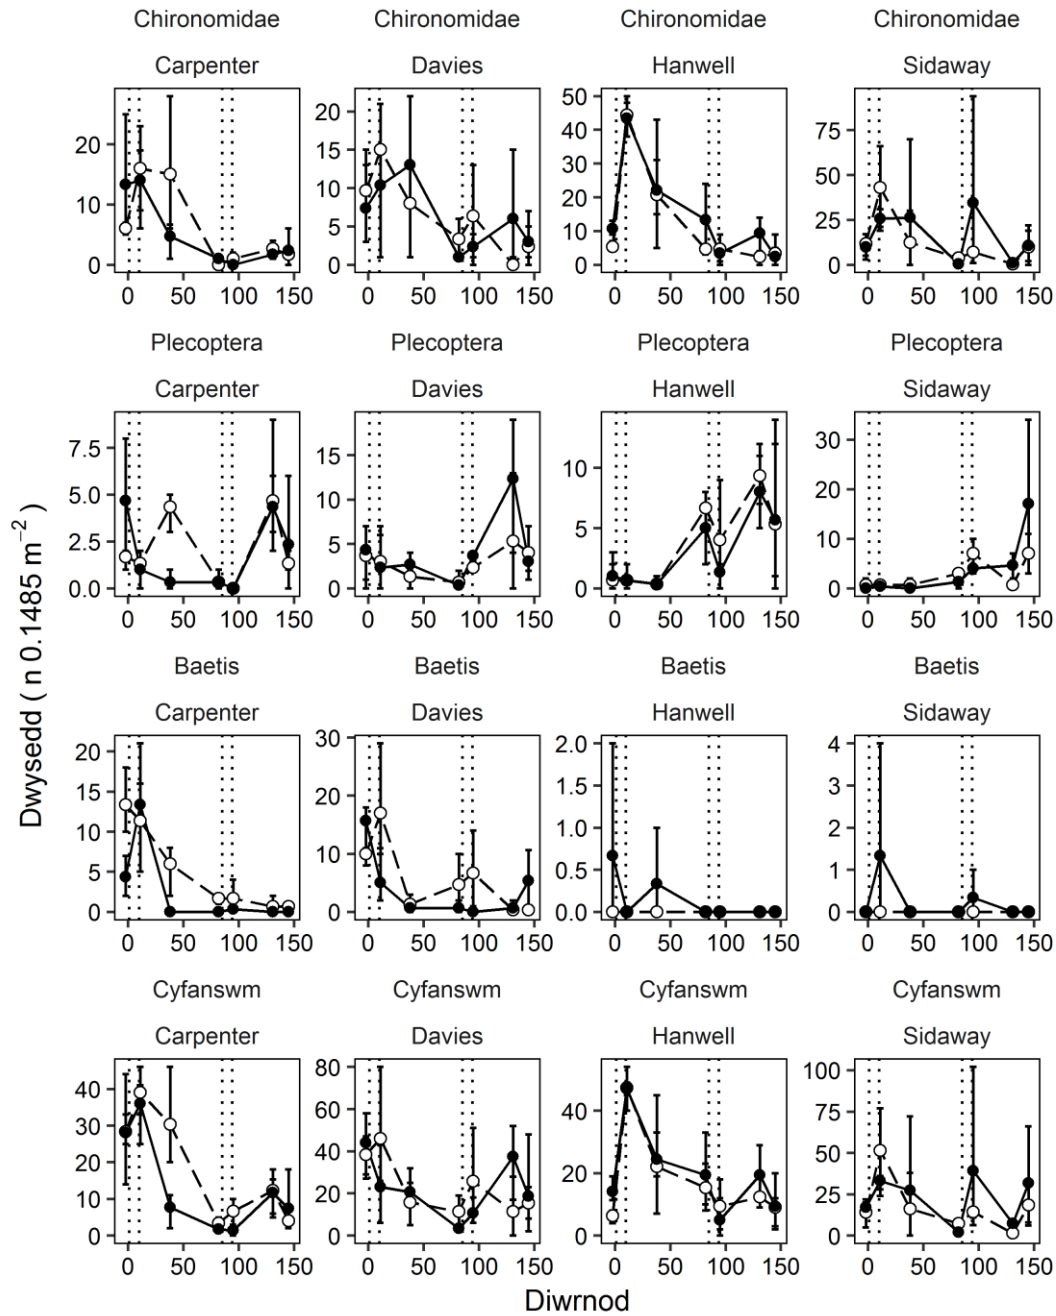 Chironomidae Chironomidae Chironomidae Chironomidae
Carpenter Davies Hanwell Sidaway
20
10
0
0 50 100 150
20
15
10
5
0
0 50 100 150
50
40
30
20
10
0
0 50 100 150
75
50
25
0
0 50 100 150
Plecoptera Plecoptera Plecoptera Plecoptera
Carpenter Davies Hanwell Sidaway
7.5
5.0
2.5
0.0
0 50 100 150
15
10
5
0
0 50 100 150
10
5
0
0 50 100 150
30
20
10
0
0 50 100 150
Baetis Baetis Baetis Baetis
Carpenter Davies Hanwell Sidaway
20
15
10
5
0
0 50 100 150
30
20
10
0
0 50 100 150
2.0
1.5
1.0
0.5
0.0
0 50 100 150
4
3
2
1
0
0 50 100 150
Cyfanswm Cyfanswm Cyfanswm Cyfanswm
Carpenter Davies Hanwell Sidaway
40
30
20
10
0
0 50 100 150
80
60
40
20
0
0 50 100 150
40
20
0
0 50 100 150
100
75
50
25
0
0 50 100 150
Dwysedd ( n 0.1485 m⁻²)
Diwrnod